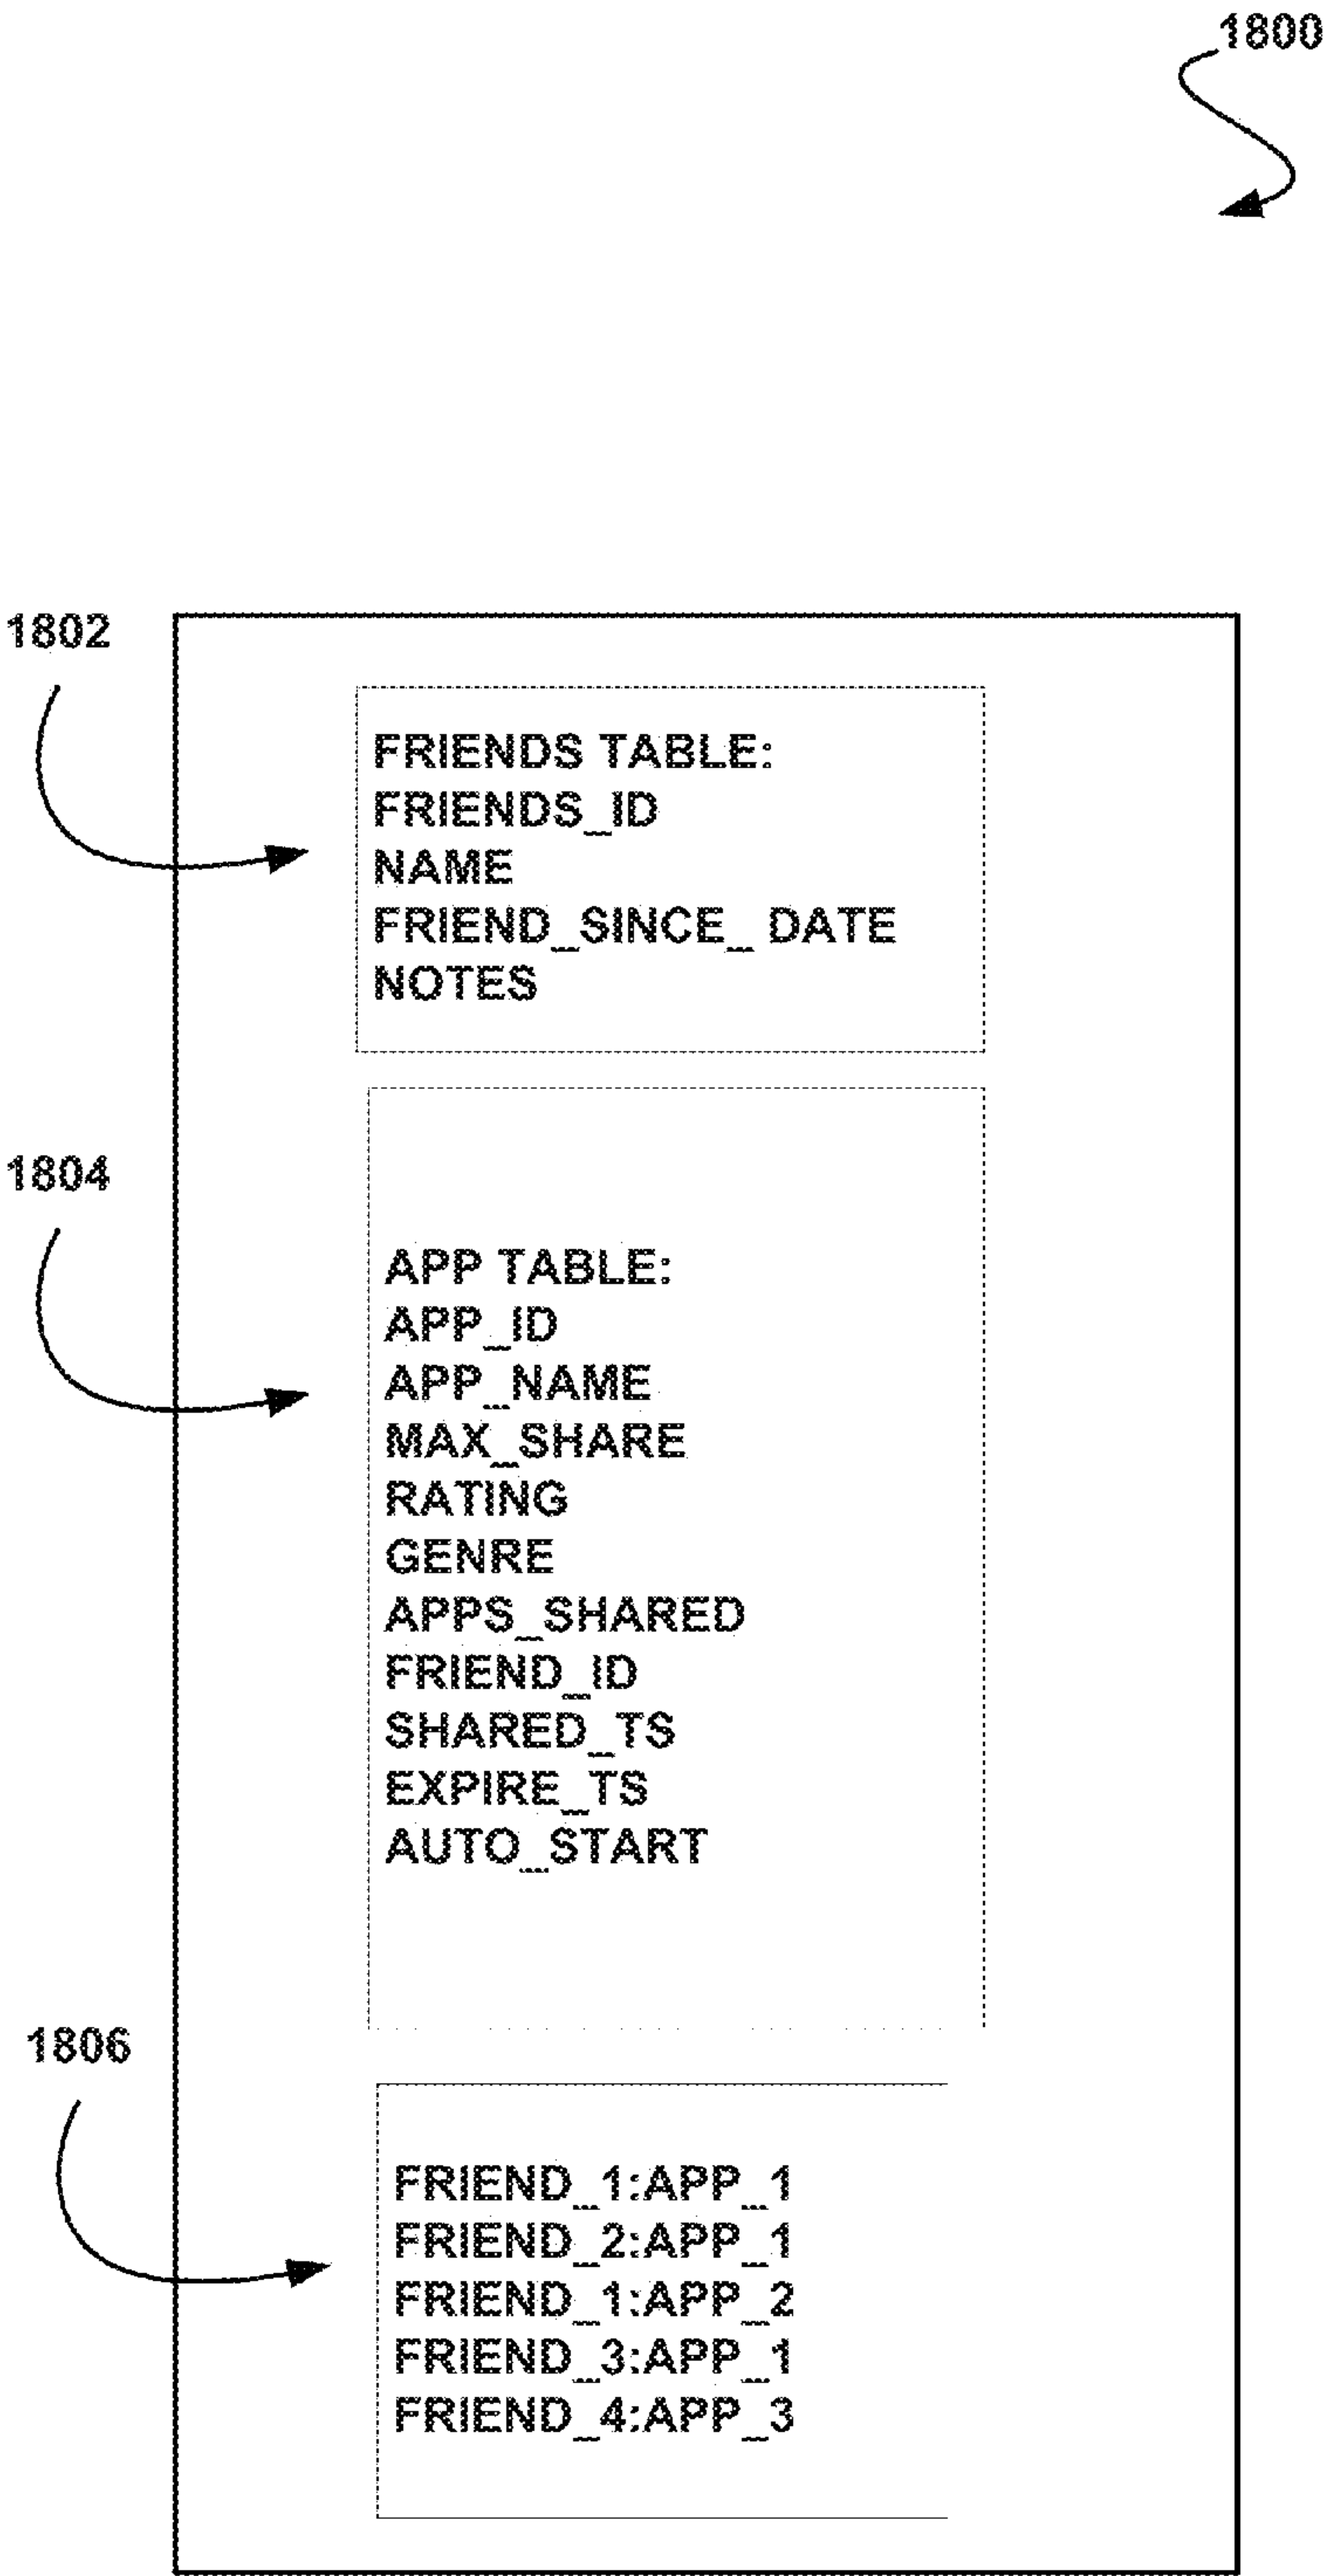 1800
1802
FRIENDS TABLE:
FRIENDS_ID
NAME
FRIEND_SINCE_ DATE
NOTES
1804
APP TABLE:
APP_ID
APP_NAME
MAX_SHARE
RATING
GENRE
APPS_SHARED
FRIEND_ID
SHARED_TS
EXPIRE_TS
AUTO_START
1806
FRIEND_1:APP_1
FRIEND_2:APP_1
FRIEND_1:APP_2
FRIEND_3:APP_1
FRIEND_4:APP_3